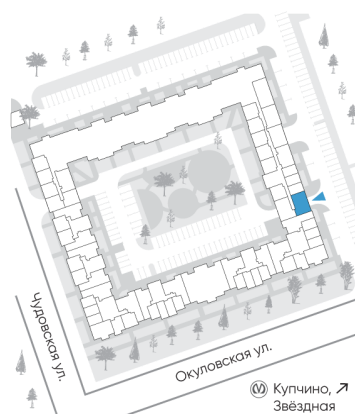 Чудовская ул.
Окуловская ул.
Купчино, ↗
Звёздная